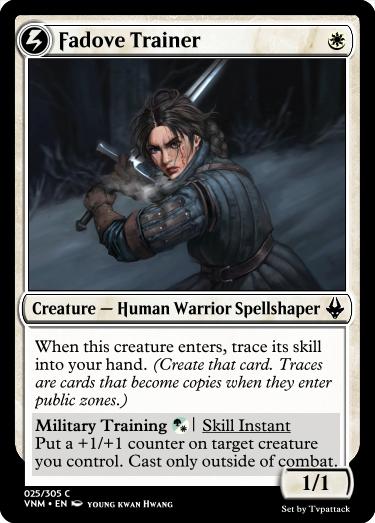 Fadove Trainer
Creature — Human Warrior Spellshaper
When this creature enters, trace its skill
into your hand. (Create that card. Traces
are cards that become copies when they enter
public zones.)
Military Training | Skill Instant
Put a +1/+1 counter on target creature
you control. Cast only outside of combat.
1/1
025/305 C
VNM • EN YOUNG KWAN HWANG
Set by Tvpattack